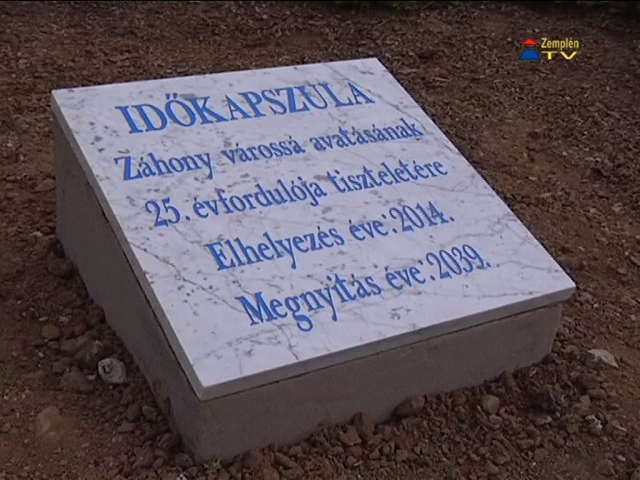 Zemplén
TV
IDŐKAPSZULA
Záhony várossá avatásának
25. évfordulója tiszteletére
Elhelyezés éve: 2014.
Megnyitás éve: 2039.